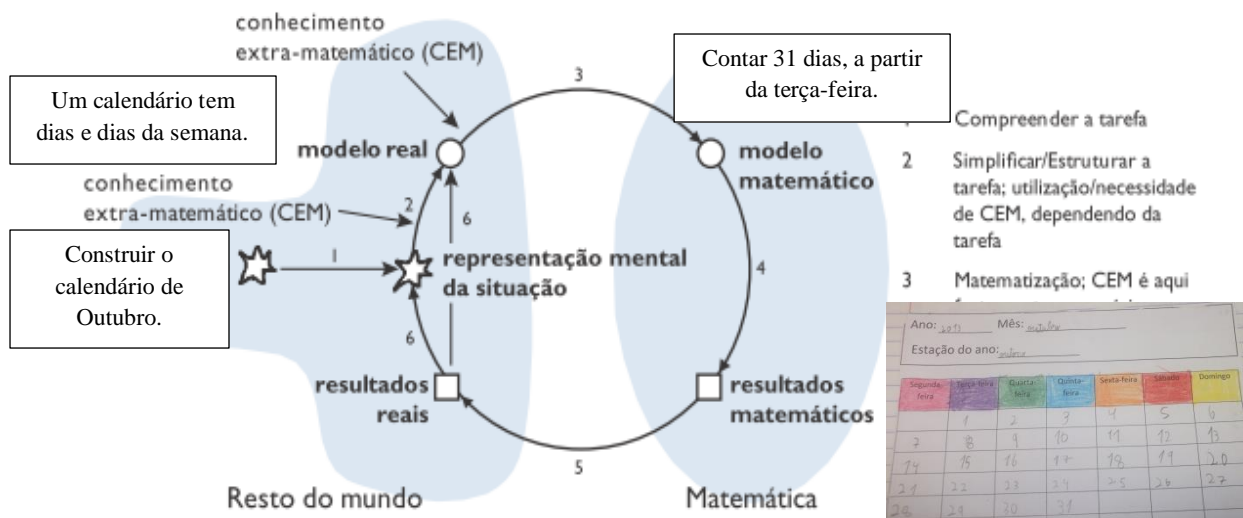 conhecimento
extra-matemático (CEM)
Um calendário tem
dias e dias da semana.
conhecimento
extra-matemático (CEM)
Construir o
calendário de
Outubro.
1
2
3
4
5
6
6
modelo real
representação mental
da situação
resultados
reais
Resto do mundo
Contar 31 dias, a partir
da terça-feira.
modelo
matemático
resultados
matemáticos
Matemática
Compreender a tarefa
2 Simplificar/Estruturar a
tarefa; utilização/necessidade
de CEM, dependendo da
tarefa
3 Matematização; CEM é aqui
Ano: Mês:
Estação do ano:
Segunda-feira Terça-feira Quarta-feira Quinta-feira Sexta-feira Sábado Domingo
1 2 3 4 5 6
7 8 9 10 11 12 13
14 15 16 17 18 19 20
21 22 23 24 25 26 27
28 29 30 31